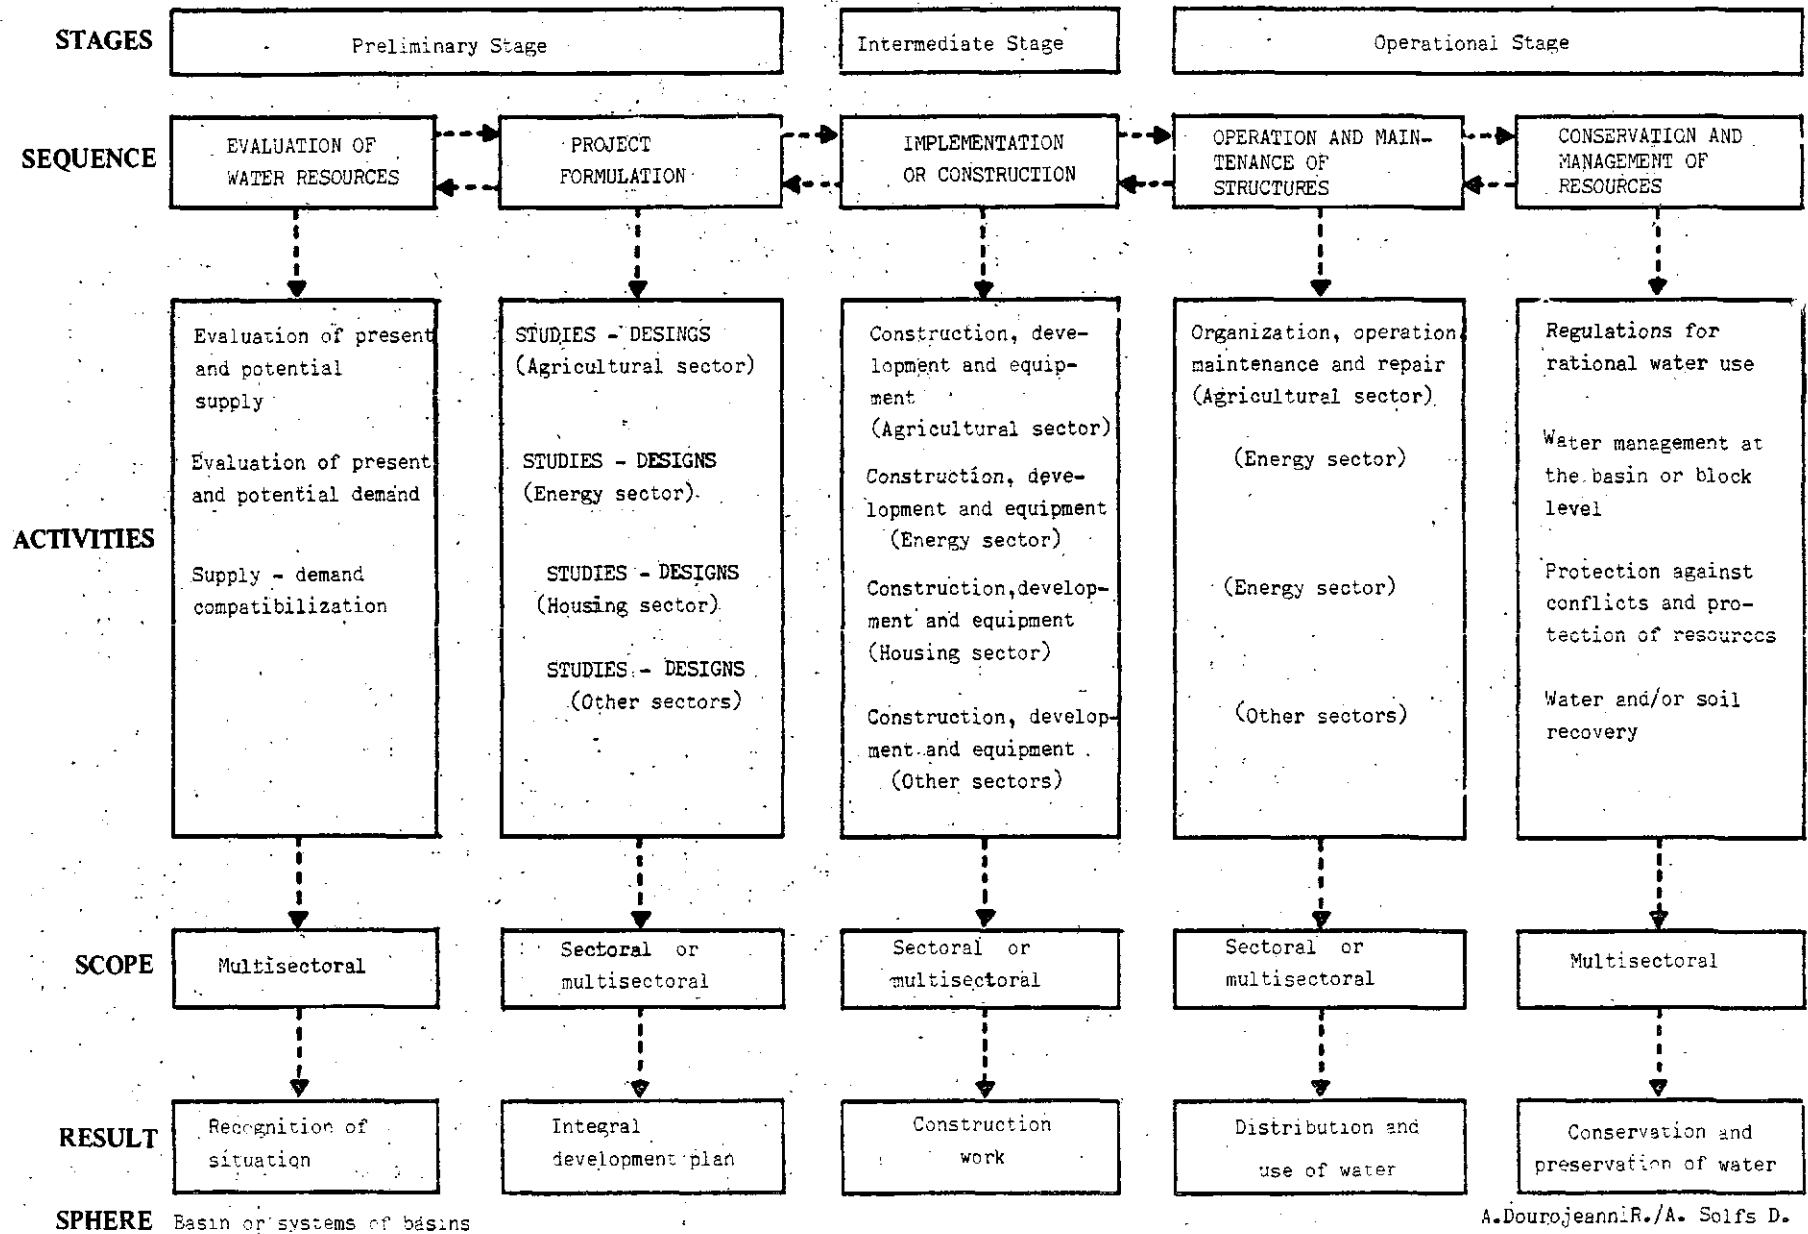 STAGES
Preliminary Stage
Intermediate Stage
Operational Stage
SEQUENCE
EVALUATION OF
WATER RESOURCES
PROJECT
FORMULATION
IMPLEMENTATION
OR CONSTRUCTION
OPERATION AND MAIN-
TENANCE OF
STRUCTURES
CONSERVATION AND
MANAGEMENT OF
RESOURCES
ACTIVITIES
Evaluation of present
and potential
supply
Evaluation of present
and potential demand
Supply - demand
compatibilization
STUDIES - DESINGS
(Agricultural sector)
STUDIES - DESIGNS
(Energy sector)
STUDIES - DESIGNS
(Housing sector)
STUDIES - DESIGNS
(Other sectors)
Construction, deve-
lopment and equip-
ment
(Agricultural sector)
Construction, deve-
lopment and equipment
(Energy sector)
Construction,develop-
ment and equipment
(Housing sector)
Construction, develop-
ment and equipment
(Other sectors)
Organization, operation
maintenance and repair
(Agricultural sector)
(Energy sector)
(Energy sector)
(Other sectors)
Regulations for
rational water use
Water management at
the basin or block
level
Protection against
conflicts and pro-
tection of resources
Water and/or soil
recovery
SCOPE
Multisectoral
Sectoral or
multisectoral
Sectoral or
multisectoral
Sectoral or
multisectoral
Multisectoral
RESULT
Recognition of
situation
Integral
development plan
Construction
work
Distribution and
use of water
Conservation and
preservation of water
SPHERE
Basin or systems of basins
A.DourojeanniR./A. Solfs D.